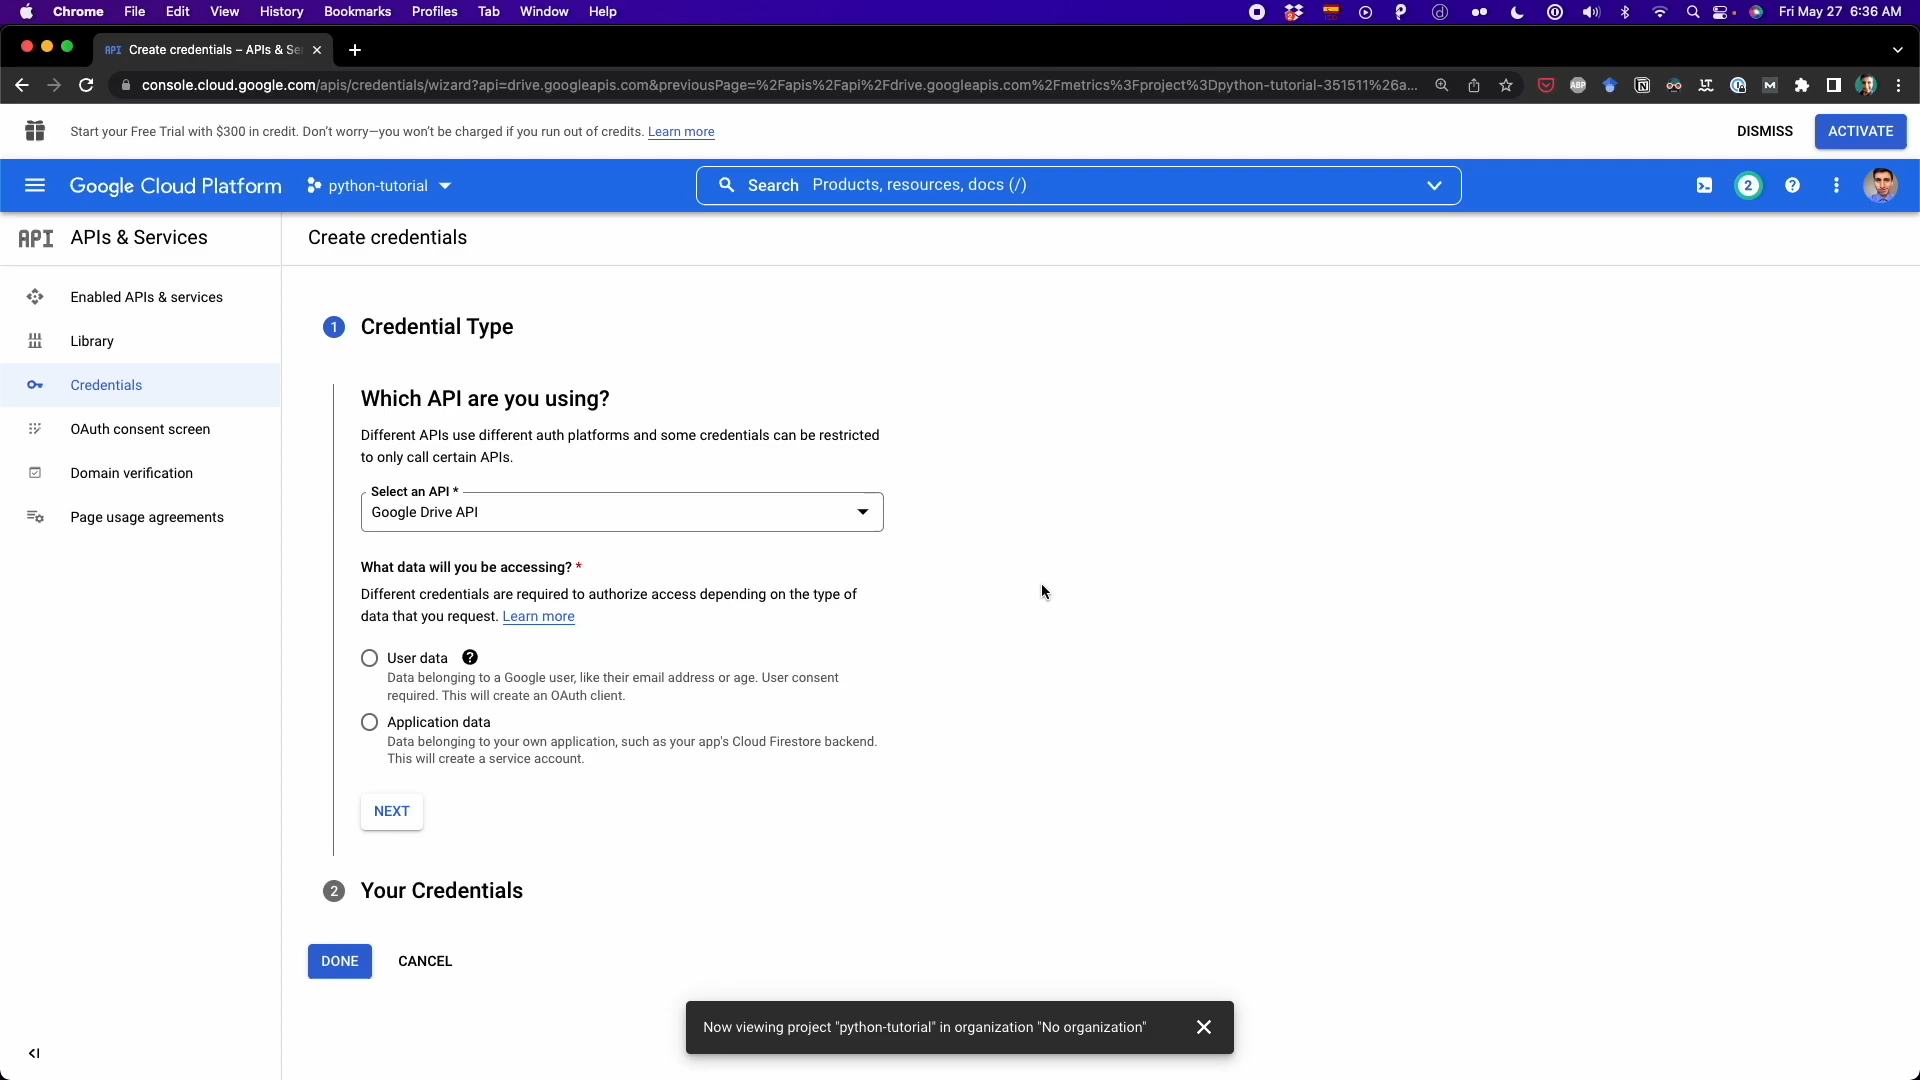 Chrome File Edit View History Bookmarks Profiles Tab Window Help
Fri May 27 6:36 AM
API Create credentials – APIs & Se
console.cloud.google.com/apis/credentials/wizard?api=drive.googleapis.com&previousPage=%2Fapis%2Fapi%2Fdrive.googleapis.com%2Fmetrics%3Fproject%3Dpython-tutorial-351511%26a...
Start your Free Trial with $300 in credit. Don't worry—you won't be charged if you run out of credits. Learn more
DISMISS ACTIVATE
Google Cloud Platform python-tutorial Search Products, resources, docs (/) 2
API APIs & Services
Create credentials
Enabled APIs & services
Library
Credentials
OAuth consent screen
Domain verification
Page usage agreements
1 Credential Type
Which API are you using?
Different APIs use different auth platforms and some credentials can be restricted
to only call certain APIs.
Select an API *
Google Drive API
What data will you be accessing? *
Different credentials are required to authorize access depending on the type of
data that you request. Learn more
User data
Data belonging to a Google user, like their email address or age. User consent
required. This will create an OAuth client.
Application data
Data belonging to your own application, such as your app's Cloud Firestore backend.
This will create a service account.
NEXT
2 Your Credentials
DONE CANCEL
Now viewing project "python-tutorial" in organization "No organization"